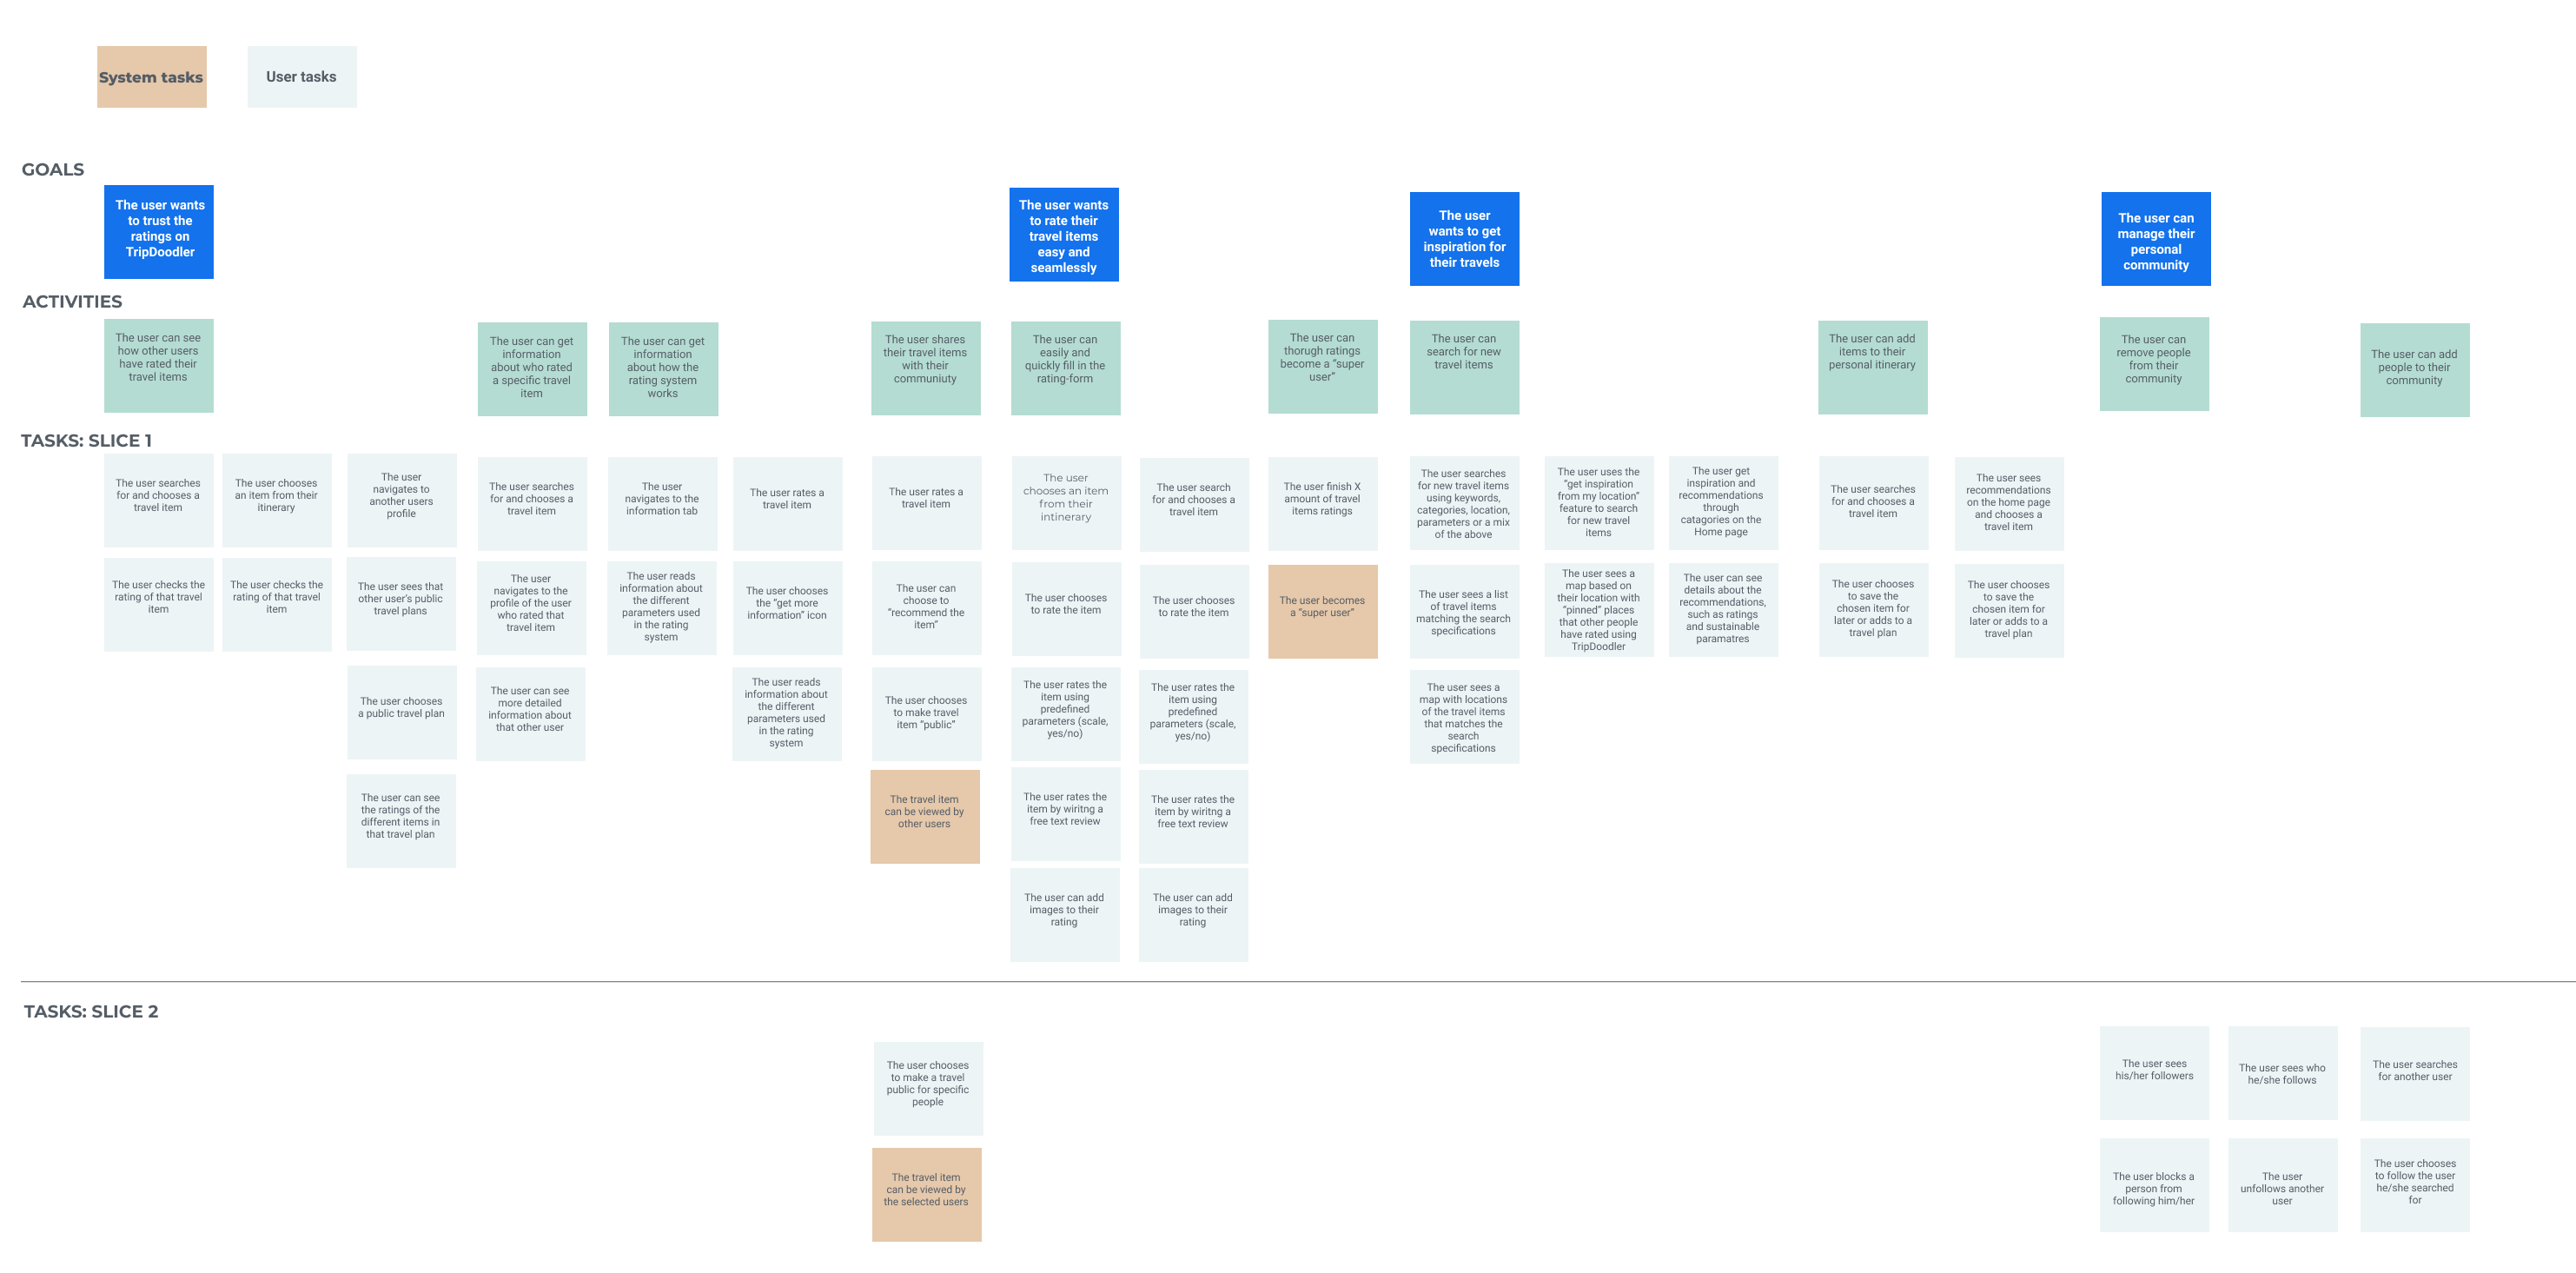 System tasks
User tasks
GOALS
The user wants
to trust the
ratings on
TripDoodler
The user wants
to rate their
travel items
easy and
seamlessly
The user
wants to get
inspiration for
their travels
The user can
manage their
personal
community
ACTIVITIES
The user can see
how other users
have rated their
travel items
The user can get
information
about who rated
a specific travel
item
The user can get
information
about how the
rating system
works
The user shares
their travel items
with their
communiuty
The user can
easily and
quickly fill in the
rating-form
The user can
thorugh ratings
become a “super
user”
The user can
search for new
travel items
The user can add
items to their
personal itinerary
The user can
remove people
from their
community
The user can add
people to their
community
TASKS: SLICE 1
The user searches
for and chooses a
travel item
The user chooses
an item from their
itinerary
The user
navigates to
another users
profile
The user searches
for and chooses a
travel item
The user
navigates to the
information tab
The user rates a
travel item
The user rates a
travel item
The user
chooses an item
from their
intinerary
The user search
for and chooses a
travel item
The user finish X
amount of travel
items ratings
The user searches
for new travel items
using keywords,
categories, location,
parameters or a mix
of the above
The user uses the
“get inspiration
from my location”
feature to search
for new travel
items
The user get
inspiration and
recommendations
through
catagories on the
Home page
The user searches
for and chooses a
travel item
The user sees
recommendations
on the home page
and chooses a
travel item
The user checks the
rating of that travel
item
The user checks the
rating of that travel
item
The user sees that
other user’s public
travel plans
The user
navigates to the
profile of the user
who rated that
travel item
The user reads
information about
the different
parameters used
in the rating
system
The user chooses
the “get more
information” icon
The user can
choose to
“recommend the
item”
The user chooses
to rate the item
The user chooses
to rate the item
The user becomes
a “super user”
The user sees a list
of travel items
matching the search
specifications
The user sees a
map based on
their location with
“pinned” places
that other people
have rated using
TripDoodler
The user can see
details about the
recommendations,
such as ratings
and sustainable
paramatres
The user chooses
to save the
chosen item for
later or adds to a
travel plan
The user chooses
to save the
chosen item for
later or adds to a
travel plan
The user chooses
a public travel plan
The user can see
more detailed
information about
that other user
The user reads
information about
the different
parameters used
in the rating
system
The user chooses
to make travel
item “public”
The user rates the
item using
predefined
parameters (scale,
yes/no)
The user rates the
item using
predefined
parameters (scale,
yes/no)
The user sees a
map with locations
of the travel items
that matches the
search
specifications
The user can see
the ratings of the
different items in
that travel plan
The travel item
can be viewed by
other users
The user rates the
item by wiritng a
free text review
The user rates the
item by wiritng a
free text review
The user can add
images to their
rating
The user can add
images to their
rating
TASKS: SLICE 2
The user chooses
to make a travel
public for specific
people
The user sees
his/her followers
The user sees who
he/she follows
The user searches
for another user
The travel item
can be viewed by
the selected users
The user blocks a
person from
following him/her
The user
unfollows another
user
The user chooses
to follow the user
he/she searched
for